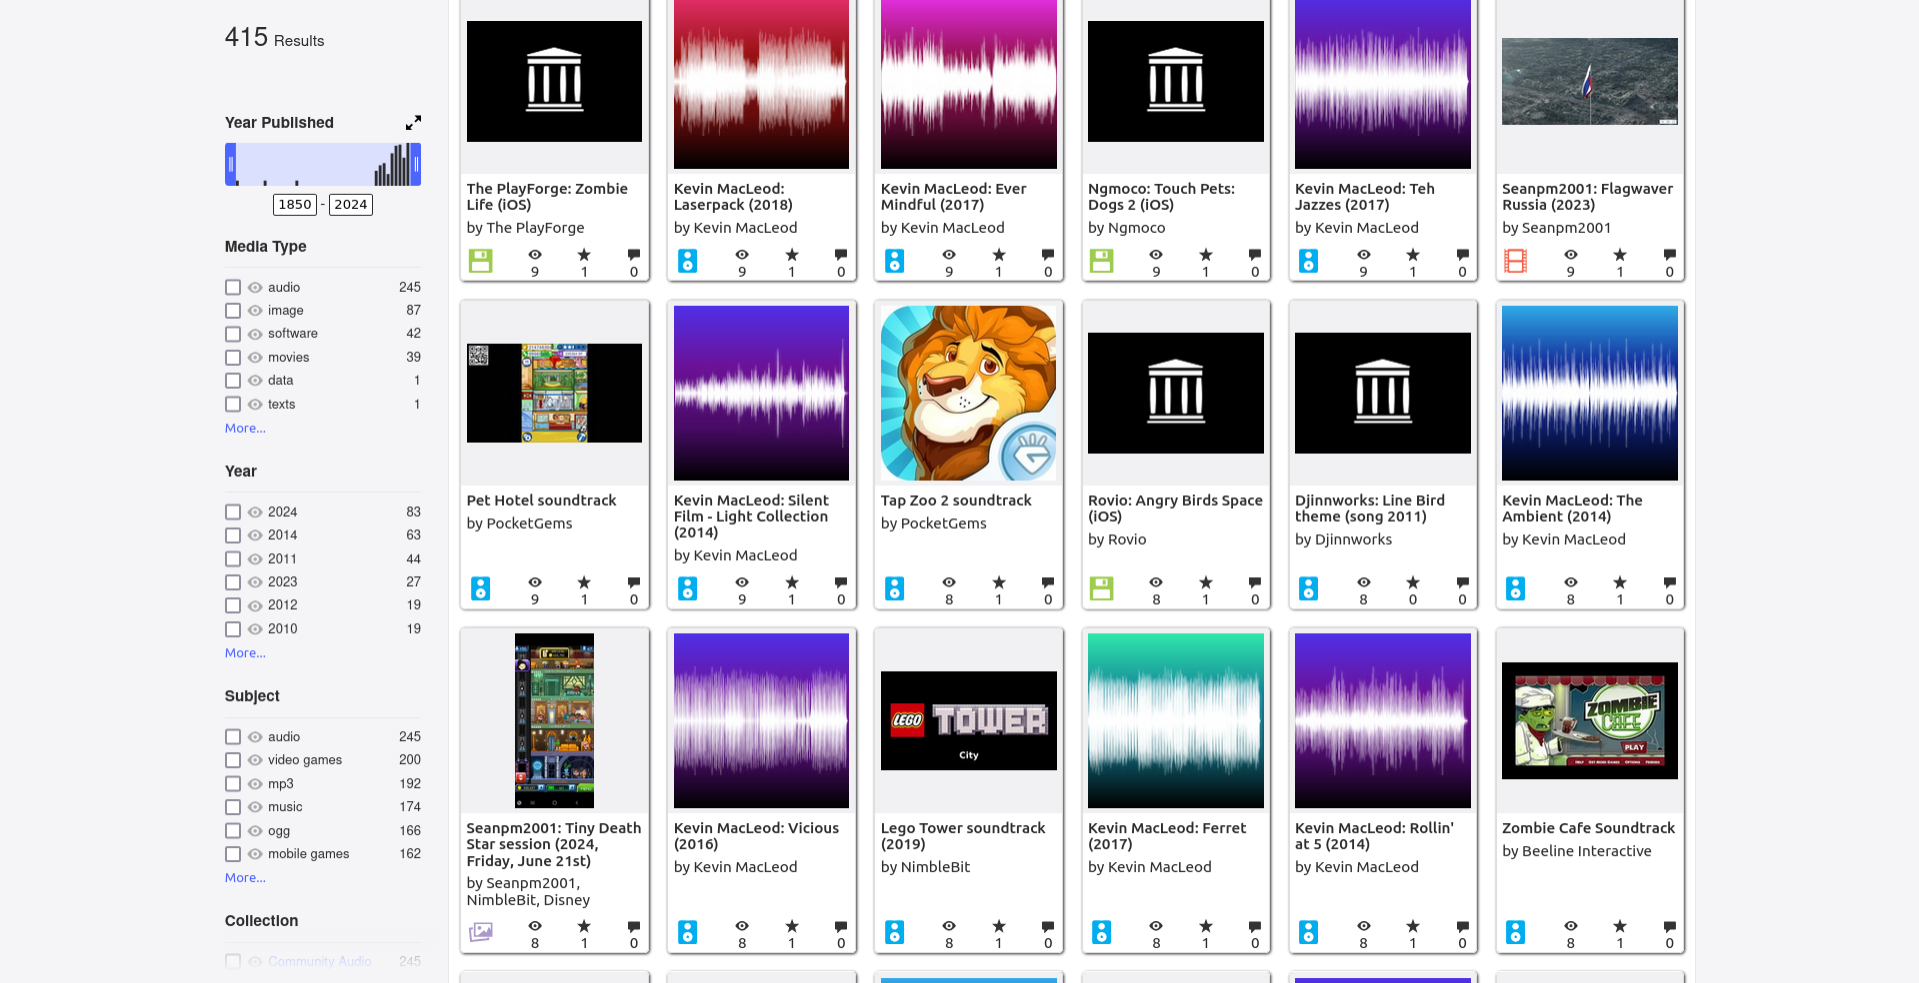 415 Results
Year Published
1850 - 2024
Media Type
audio 245
image 87
software 42
movies 39
data 1
texts 1
More...
Year
2024 83
2014 63
2011 44
2023 27
2012 19
2010 19
More...
Subject
audio 245
video games 200
mp3 192
music 174
ogg 166
mobile games 162
More...
Collection
Community Audio 245
The PlayForge: Zombie
Life (iOS)
by The PlayForge
9 1 0
Kevin MacLeod:
Laserpack (2018)
by Kevin MacLeod
9 1 0
Kevin MacLeod: Ever
Mindful (2017)
by Kevin MacLeod
9 1 0
Ngmoco: Touch Pets:
Dogs 2 (iOS)
by Ngmoco
9 1 0
Kevin MacLeod: Teh
Jazzes (2017)
by Kevin MacLeod
9 1 0
Seanpm2001: Flagwaver
Russia (2023)
by Seanpm2001
9 1 0
Pet Hotel soundtrack
by PocketGems
9 1 0
Kevin MacLeod: Silent
Film - Light Collection
(2014)
by Kevin MacLeod
9 1 0
Tap Zoo 2 soundtrack
by PocketGems
8 1 0
Rovio: Angry Birds Space
(iOS)
by Rovio
8 1 0
Djinnworks: Line Bird
theme (song 2011)
by Djinnworks
8 0 0
Kevin MacLeod: The
Ambient (2014)
by Kevin MacLeod
8 1 0
Seanpm2001: Tiny Death
Star session (2024,
Friday, June 21st)
by Seanpm2001,
NimbleBit, Disney
8 1 0
Kevin MacLeod: Vicious
(2016)
by Kevin MacLeod
8 1 0
LEGO TOWER
City
Lego Tower soundtrack
(2019)
by NimbleBit
8 1 0
Kevin MacLeod: Ferret
(2017)
by Kevin MacLeod
8 1 0
Kevin MacLeod: Rollin'
at 5 (2014)
by Kevin MacLeod
8 1 0
ZOMBIE
CAFE
PLAY
HELP GET MORE GAMES OPTIONS FRIENDS
Zombie Cafe Soundtrack
by Beeline Interactive
8 1 0